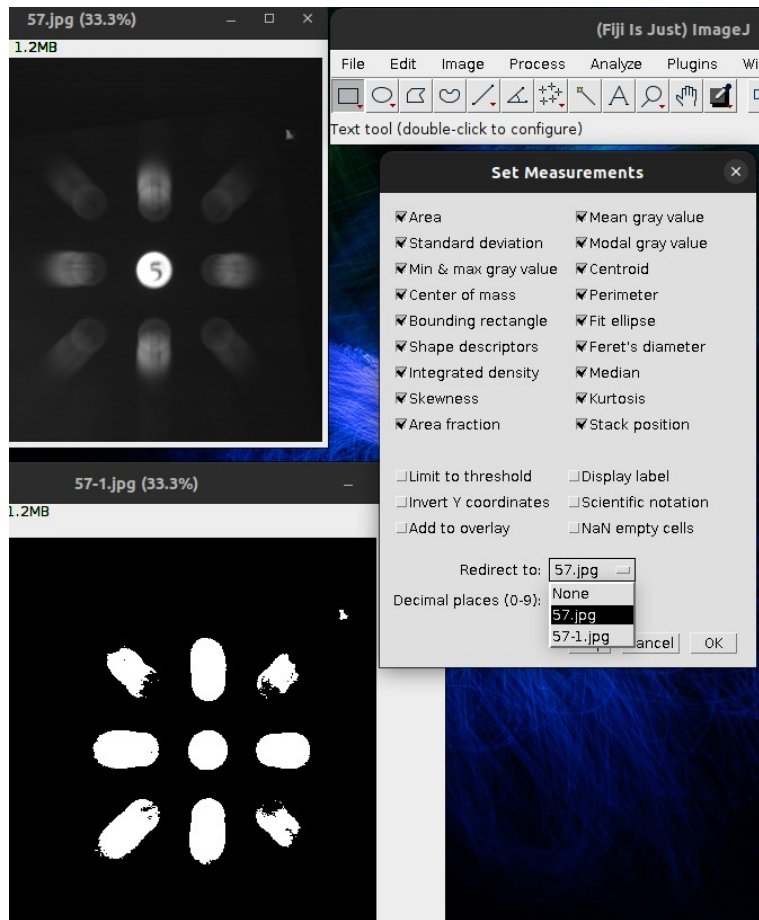 57.jpg (33.3%)
1.2MB
5
(Fiji Is Just) ImageJ
File Edit Image Process Analyze Plugins Wi
A
Text tool (double-click to configure)
Set Measurements
Area Mean gray value
Standard deviation Modal gray value
Min & max gray value Centroid
Center of mass Perimeter
Bounding rectangle Fit ellipse
Shape descriptors Feret's diameter
Integrated density Median
Skewness Kurtosis
Area fraction Stack position
Limit to threshold Display label
Invert Y coordinates Scientific notation
Add to overlay NaN empty cells
Redirect to: 57.jpg
Decimal places (0-9):
None
57.jpg
57-1.jpg
ancel OK
57-1.jpg (33.3%)
1.2MB